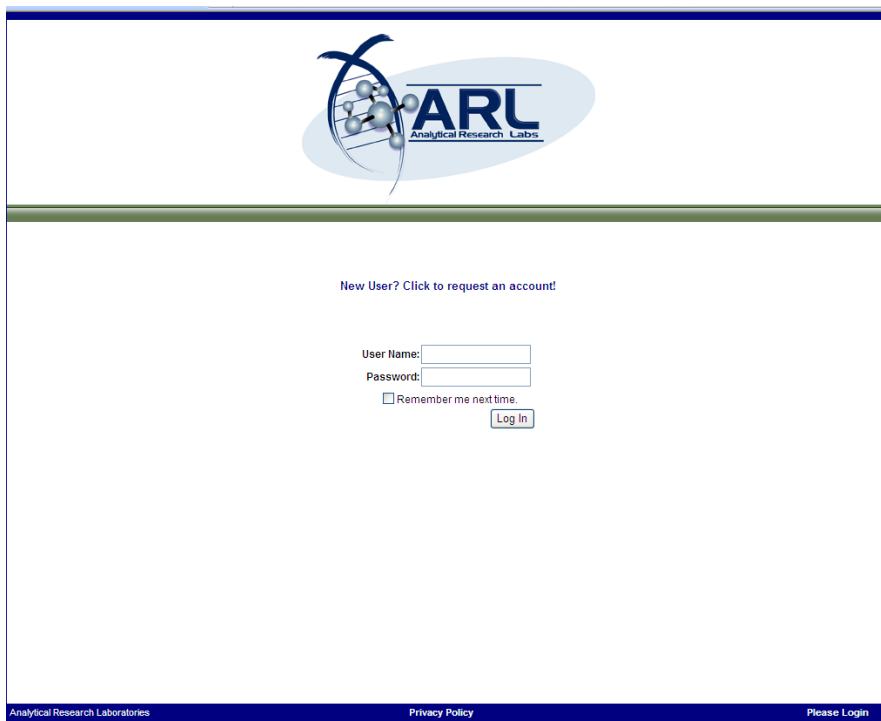 ARL
Analytical Research Labs
New User? Click to request an account!
User Name:
Password:
Remember me next time.
Log In
Analytical Research Laboratories Privacy Policy Please Login